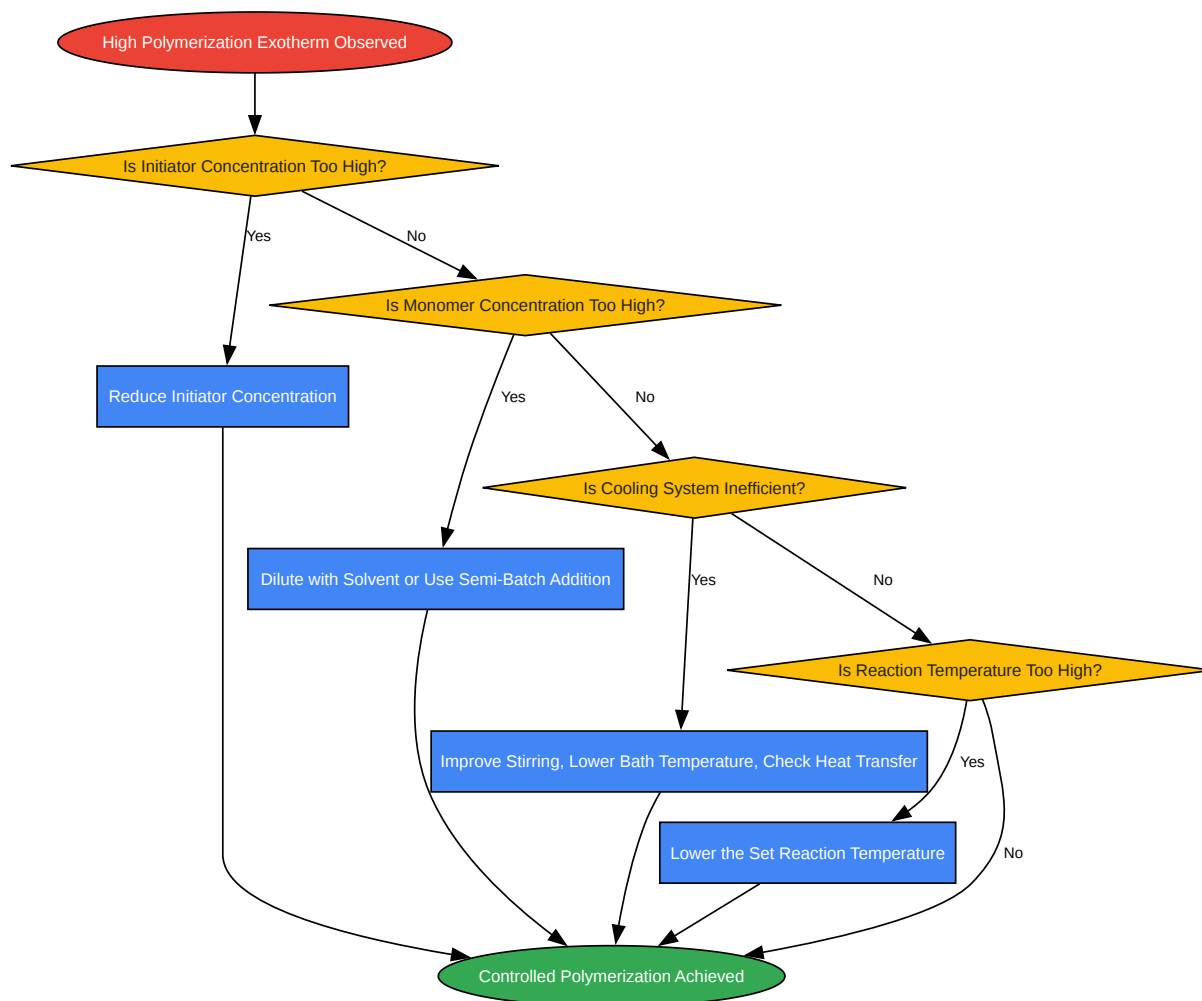 High Polymerization Exotherm Observed
Is Initiator Concentration Too High?
Yes
No
Is Monomer Concentration Too High?
Reduce Initiator Concentration
Yes
No
Is Cooling System Inefficient?
Dilute with Solvent or Use Semi-Batch Addition
Yes
No
Is Reaction Temperature Too High?
Improve Stirring, Lower Bath Temperature, Check Heat Transfer
Yes
Lower the Set Reaction Temperature
No
Controlled Polymerization Achieved